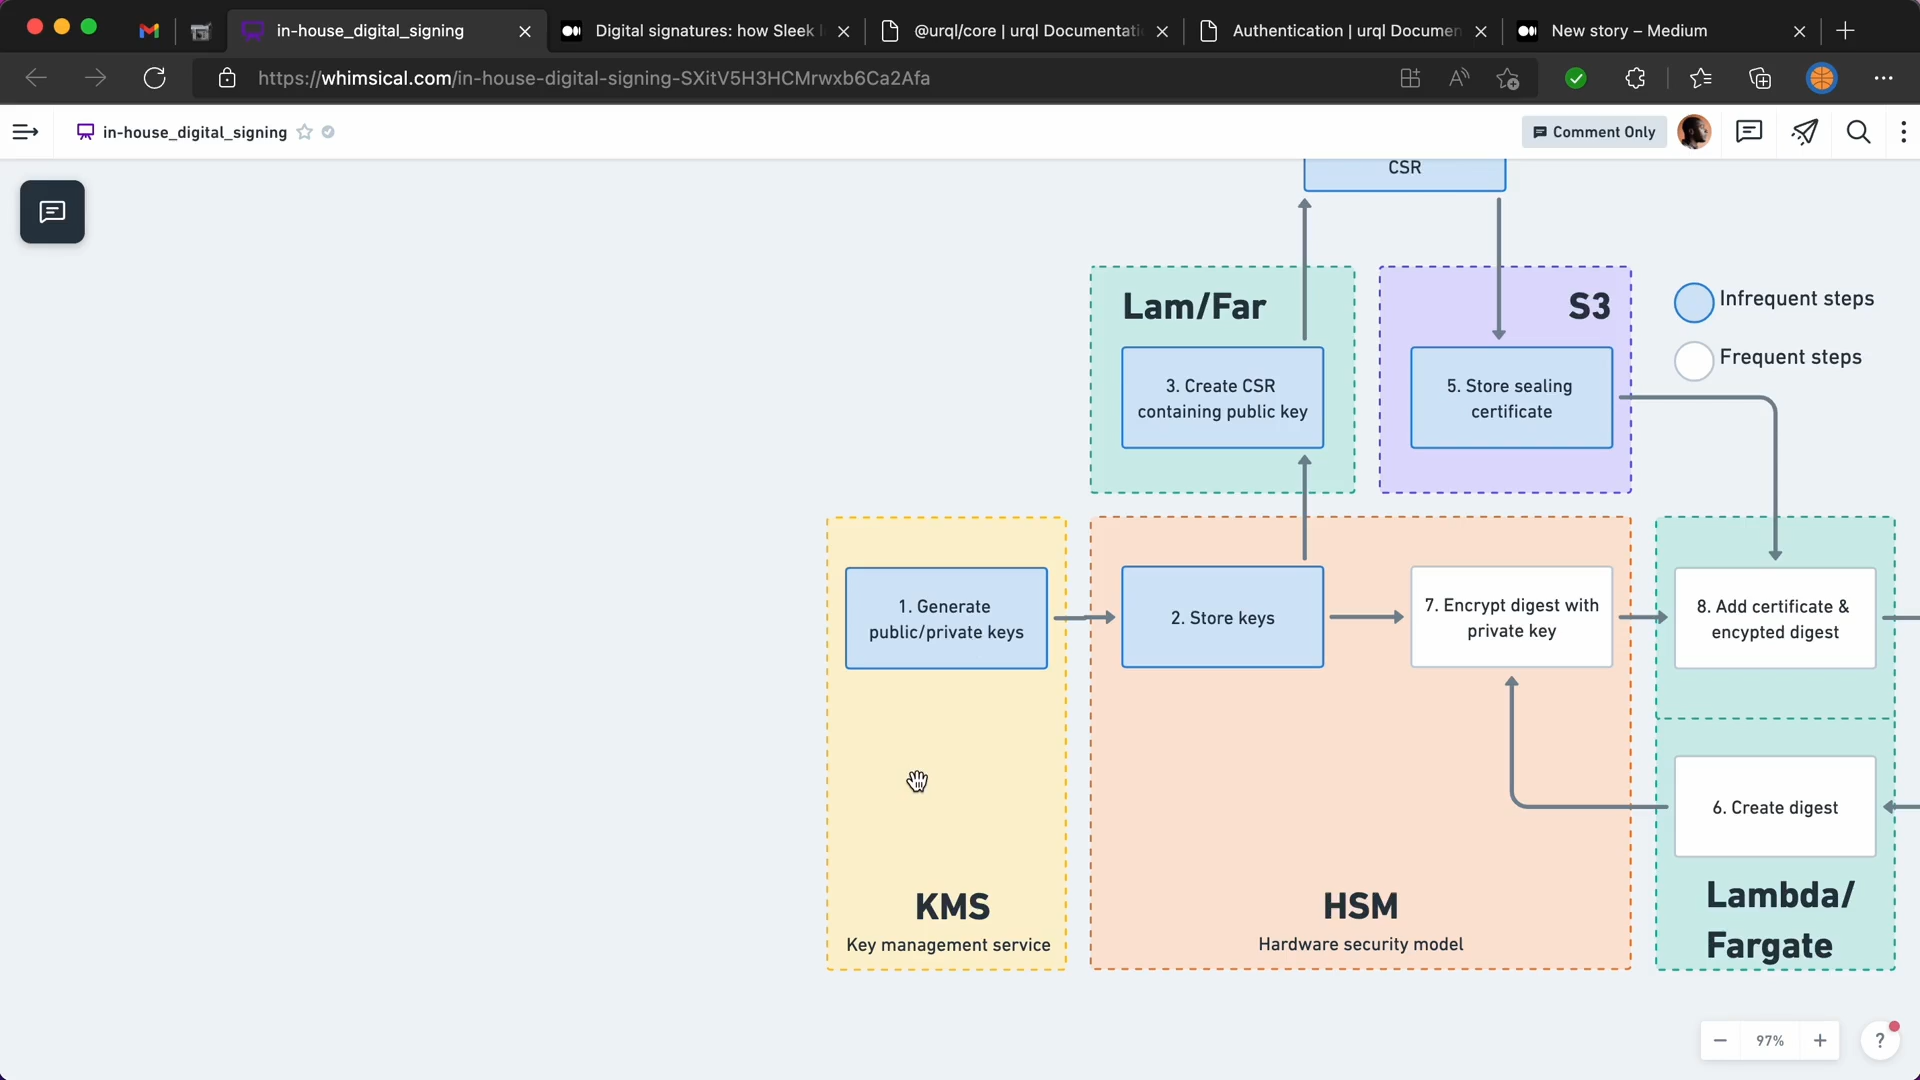 in-house_digital_signing
Digital signatures: how Sleek
@urql/core | urql Documentati
Authentication | urql Documen
New story – Medium
https://whimsical.com/in-house-digital-signing-SXitV5H3HCMrwxb6Ca2Afa
in-house_digital_signing
Comment Only
CSR
Lam/Far
S3
Infrequent steps
Frequent steps
3. Create CSR
containing public key
5. Store sealing
certificate
1. Generate
public/private keys
2. Store keys
7. Encrypt digest with
private key
8. Add certificate &
encypted digest
6. Create digest
KMS
Key management service
HSM
Hardware security model
Lambda/
Fargate
97%
?